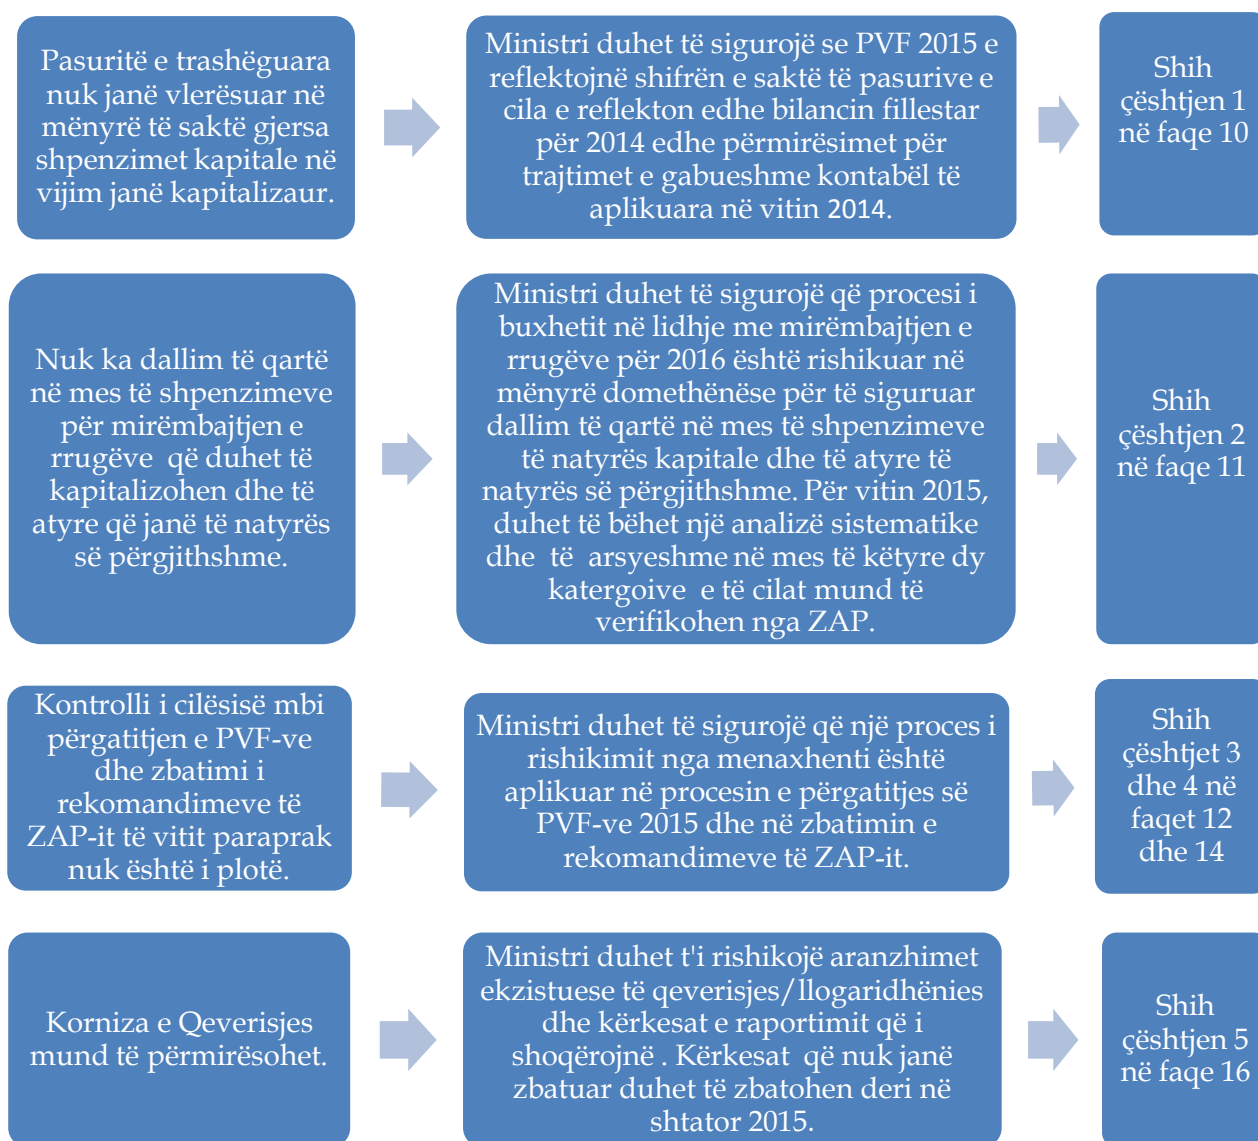 Pasuritë e trashëguara
nuk janë vlerësuar në
mënyrë të saktë gjersa
shpenzimet kapitale në
vijim janë kapitalizaur.
Ministri duhet të sigurojë se PVF 2015 e
reflektojnë shifrën e saktë të pasurive e
cila e reflekton edhe bilancin fillestar
për 2014 edhe përmirësimet për
trajtimet e gabueshme kontabël të
aplikuara në vitin 2014.
Shih
çështjen 1
në faqe 10
Nuk ka dallim të qartë
në mes të shpenzimeve
për mirëmbajtjen e
rrugëve që duhet të
kapitalizohen dhe të
atyre që janë të natyrës
së përgjithshme.
Ministri duhet të sigurojë që procesi i
buxhetit në lidhje me mirëmbajtjen e
rrugëve për 2016 është rishikuar në
mënyrë domethënëse për të siguruar
dallim të qartë në mes të shpenzimeve
të natyrës kapitale dhe të atyre të
natyrës së përgjithshme. Për vitin 2015,
duhet të bëhet një analizë sistematike
dhe të arsyeshme në mes të këtyre dy
katergoive e të cilat mund të
verifikohen nga ZAP.
Shih
çështjen 2
në faqe 11
Kontrolli i cilësisë mbi
përgatitjen e PVF-ve
dhe zbatimi i
rekomandimeve të
ZAP-it të vitit paraprak
nuk është i plotë.
Ministri duhet të sigurojë që një proces i
rishikimit nga menaxhenti është
aplikuar në procesin e përgatitjes së
PVF-ve 2015 dhe në zbatimin e
rekomandimeve të ZAP-it.
Shih
çështjet 3
dhe 4 në
faqet 12
dhe 14
Korniza e Qeverisjes
mund të përmirësohet.
Ministri duhet t'i rishikojë aranzhimet
ekzistuese të qeverisjes/llogaridhënies
dhe kërkesat e raportimit që i
shoqërojnë . Kërkesat që nuk janë
zbatuar duhet të zbatohen deri në
shtator 2015.
Shih
çështjen 5
në faqe 16